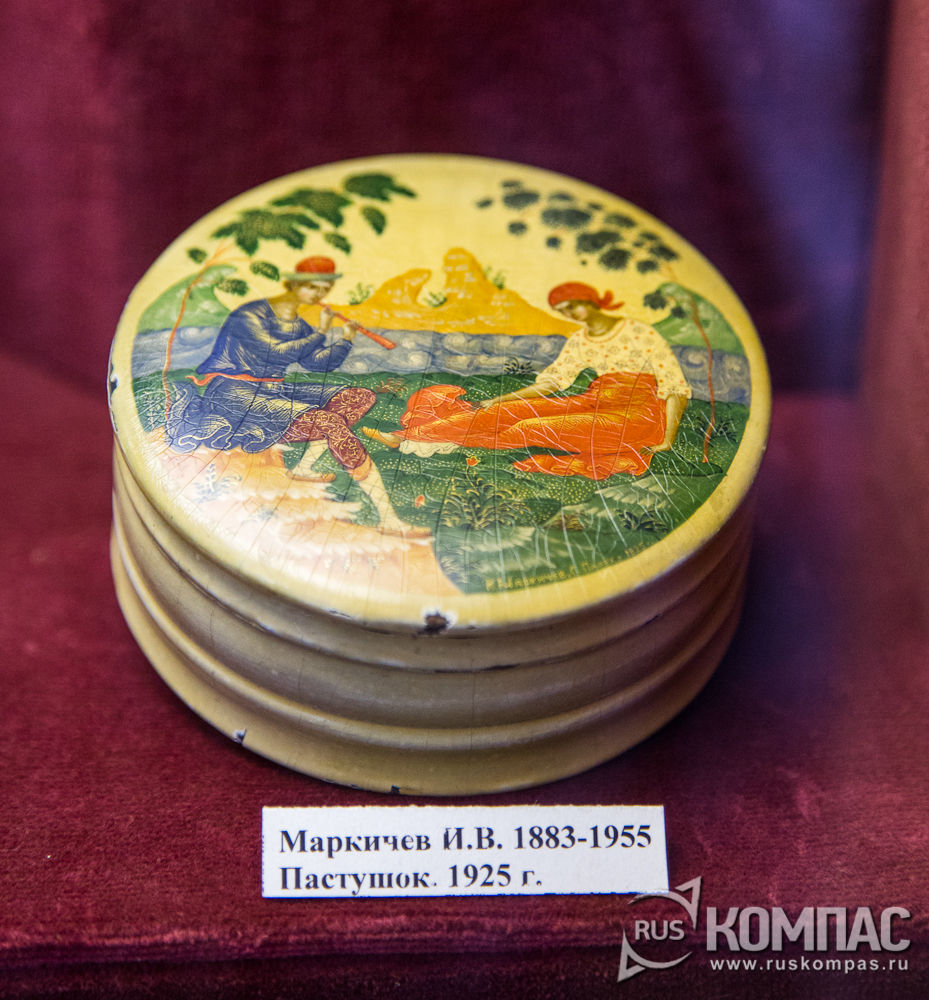 Маркичев И.В. 1883-1955
Пастушок. 1925 г.
RUS КОМПАС
www.ruskompas.ru